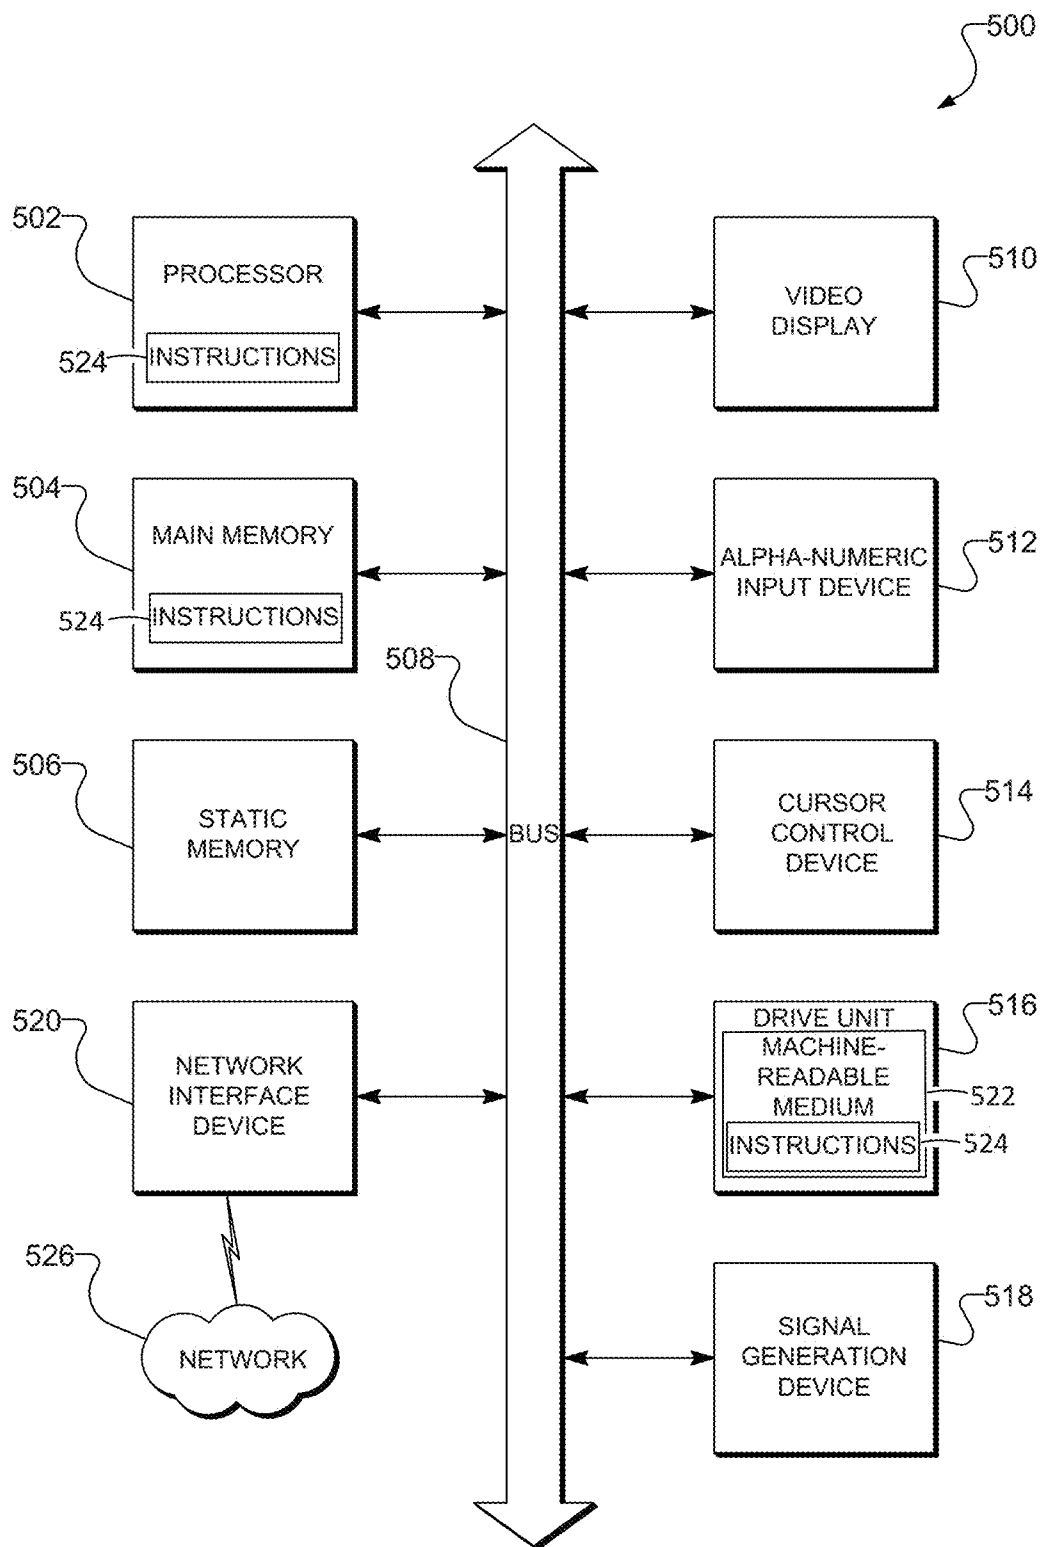 500
502
PROCESSOR
524
INSTRUCTIONS
510
VIDEO
DISPLAY
504
MAIN MEMORY
524
INSTRUCTIONS
512
ALPHA-NUMERIC
INPUT DEVICE
508
506
STATIC
MEMORY
BUS
514
CURSOR
CONTROL
DEVICE
520
NETWORK
INTERFACE
DEVICE
516
DRIVE UNIT
MACHINE-
READABLE
MEDIUM
522
INSTRUCTIONS
524
526
NETWORK
518
SIGNAL
GENERATION
DEVICE